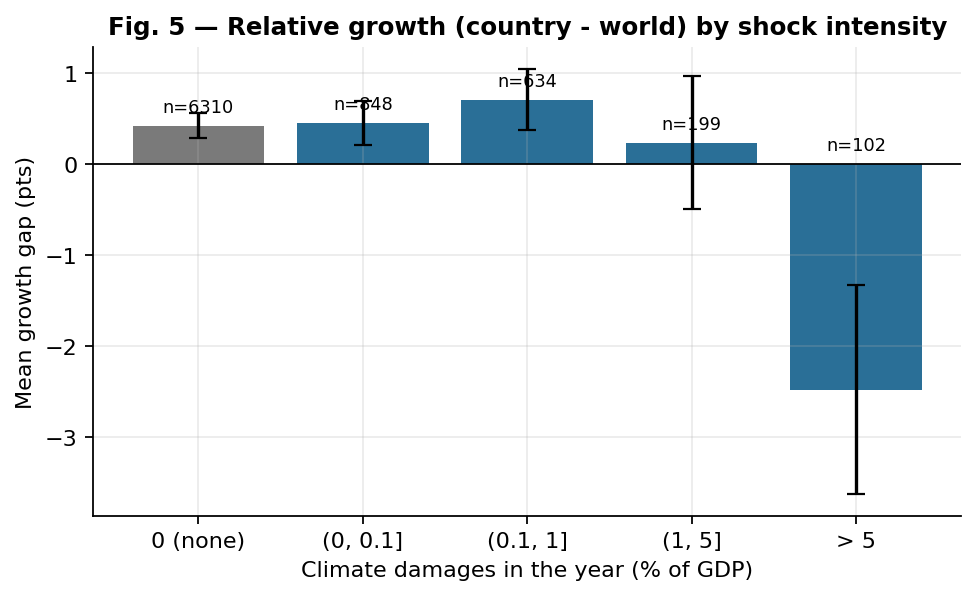 Fig. 5 — Relative growth (country - world) by shock intensity
Mean growth gap (pts)
1
0
−1
−2
−3
n=6310
n=848
n=634
n=199
n=102
0 (none)
(0, 0.1]
(0.1, 1]
(1, 5]
> 5
Climate damages in the year (% of GDP)